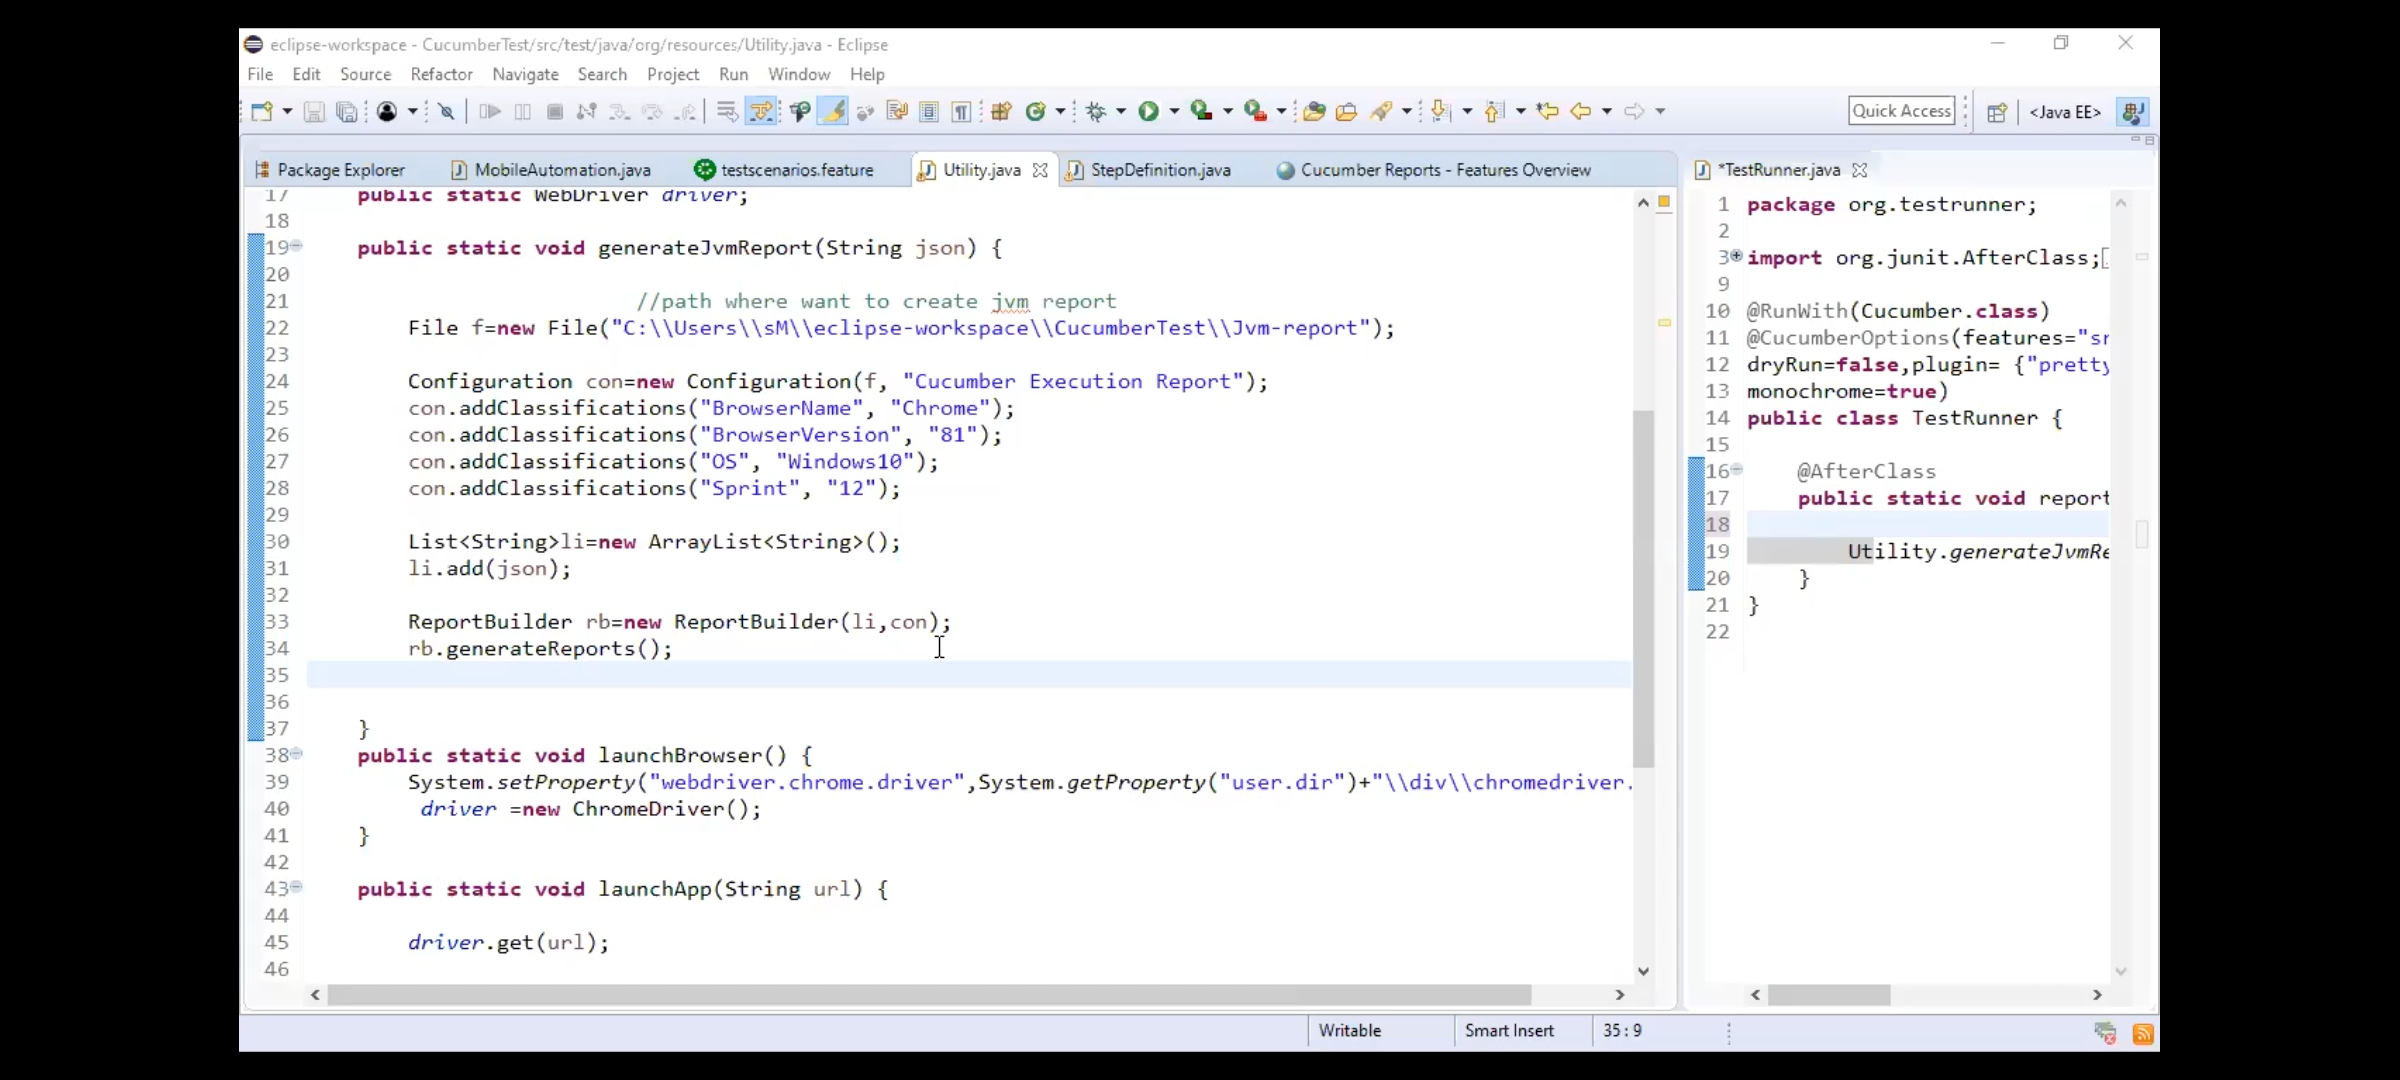 eclipse-workspace - CucumberTest/src/test/java/org/resources/Utility.java - Eclipse
File Edit Source Refactor Navigate Search Project Run Window Help
Quick Access <Java EE>
Package Explorer MobileAutomation.java testscenarios.feature Utility.java StepDefinition.java Cucumber Reports - Features Overview
17 public static WebDriver driver;
18
19 public static void generateJvmReport(String json) {
20
21 //path where want to create jvm report
22 File f=new File("C:\\Users\\sM\\eclipse-workspace\\CucumberTest\\Jvm-report");
23
24 Configuration con=new Configuration(f, "Cucumber Execution Report");
25 con.addClassifications("BrowserName", "Chrome");
26 con.addClassifications("BrowserVersion", "81");
27 con.addClassifications("OS", "Windows10");
28 con.addClassifications("Sprint", "12");
29
30 List<String>li=new ArrayList<String>();
31 li.add(json);
32
33 ReportBuilder rb=new ReportBuilder(li,con);
34 rb.generateReports();
35
36
37 }
38 public static void launchBrowser() {
39 System.setProperty("webdriver.chrome.driver",System.getProperty("user.dir")+"\\div\\chromedriver.
40 driver =new ChromeDriver();
41 }
42
43 public static void launchApp(String url) {
44
45 driver.get(url);
46
*TestRunner.java
1 package org.testrunner;
2
3 import org.junit.AfterClass;
9
10 @RunWith(Cucumber.class)
11 @CucumberOptions(features="sr
12 dryRun=false,plugin= {"pretty
13 monochrome=true)
14 public class TestRunner {
15
16 @AfterClass
17 public static void report
18
19 Utility.generateJvmRe
20 }
21 }
22
Writable Smart Insert 35 : 9